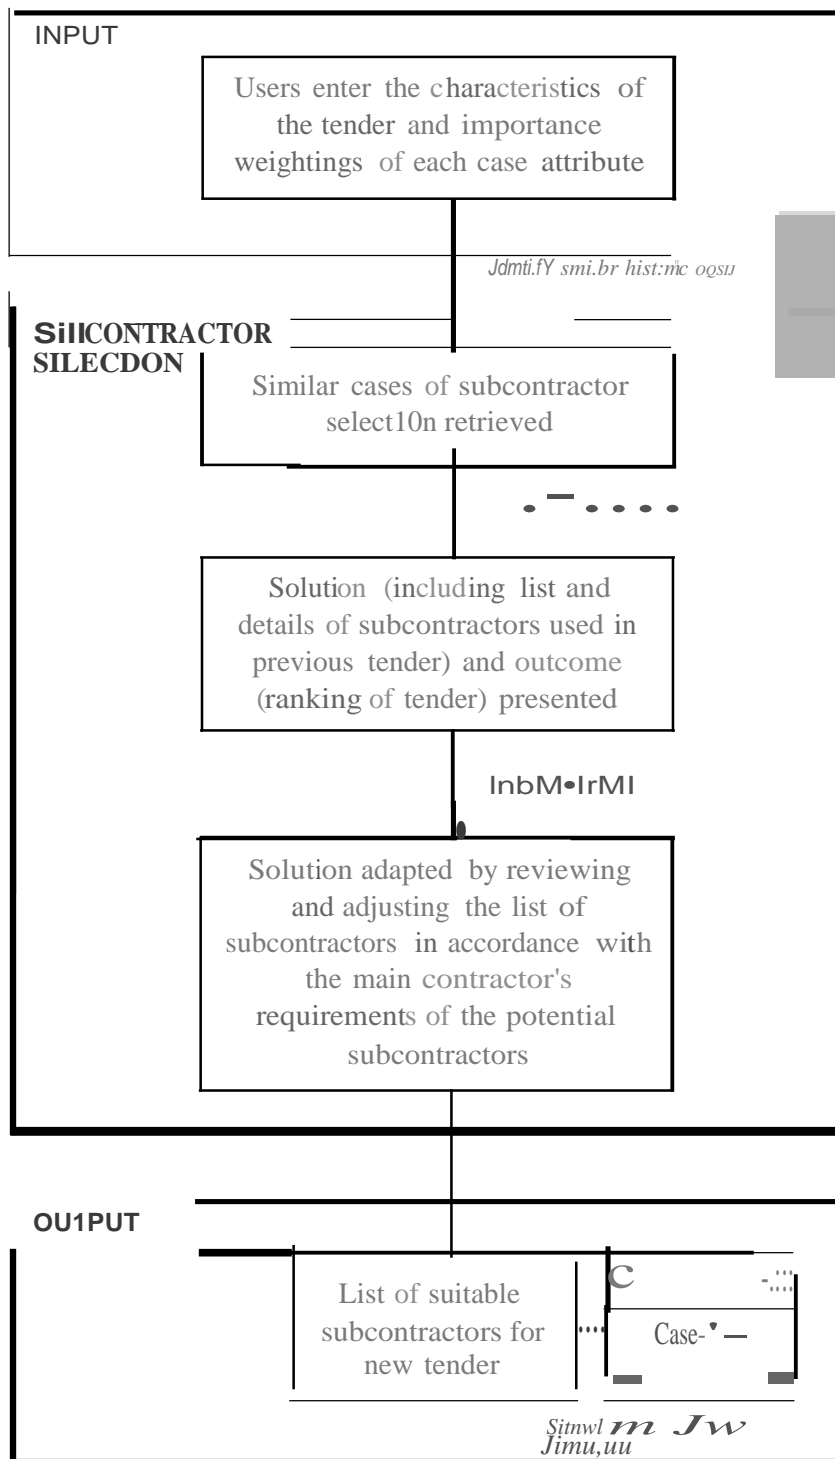 INPUT
Users enter the characteristics of
the tender and importance
weightings of each case attribute
SillCONTRACTOR
SILECDON
Similar cases of subcontractor
select10n retrieved
Solution (including list and
details of subcontractors used in
previous tender) and outcome
(ranking of tender) presented
Solution adapted by reviewing
and adjusting the list of
subcontractors in accordance with
the main contractor's
requirements of the potential
subcontractors
OU1PUT
List of suitable
subcontractors for
new tender
Case-